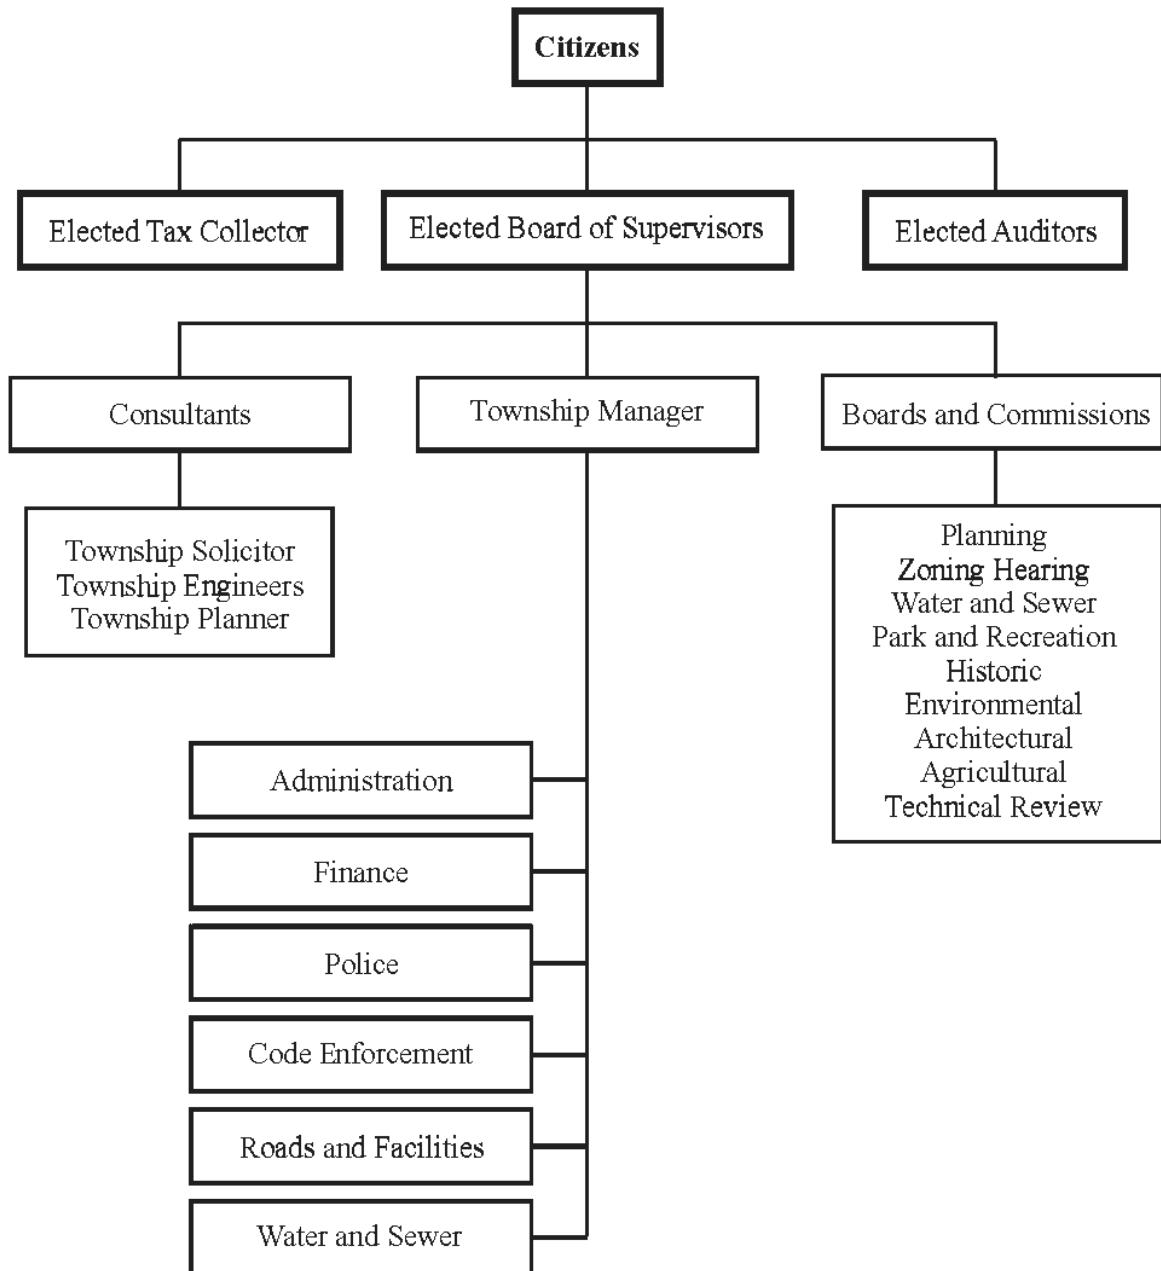 Citizens
Elected Tax Collector
Elected Board of Supervisors
Elected Auditors
Consultants
Township Manager
Boards and Commissions
Township Solicitor
Township Engineers
Township Planner
Planning
Zoning Hearing
Water and Sewer
Park and Recreation
Historic
Environmental
Architectural
Agricultural
Technical Review
Administration
Finance
Police
Code Enforcement
Roads and Facilities
Water and Sewer